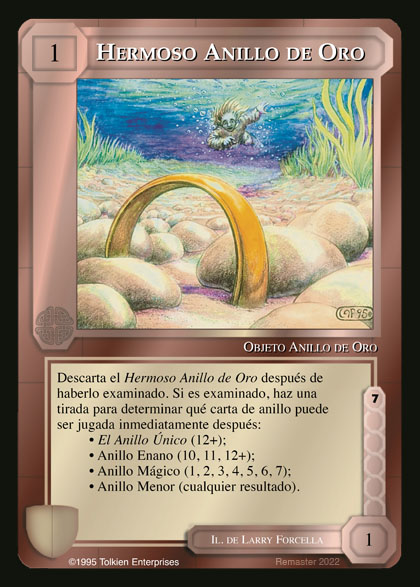 1
HERMOSO ANILLO DE ORO
OBJETO ANILLO DE ORO
Descarta el Hermoso Anillo de Oro después de
haberlo examinado. Si es examinado, haz una
tirada para determinar qué carta de anillo puede
ser jugada inmediatamente después:
• El Anillo Único (12+);
• Anillo Enano (10, 11, 12+);
• Anillo Mágico (1, 2, 3, 4, 5, 6, 7);
• Anillo Menor (cualquier resultado).
7
IL. DE LARRY FORCELLA
1
©1995 Tolkien Enterprises
Remaster 2022